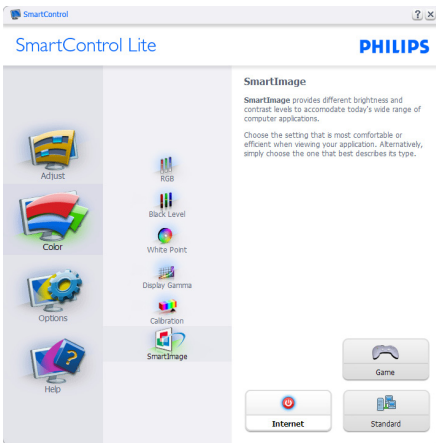 SmartControl
SmartControl Lite
PHILIPS
Adjust
Color
Options
Help
RGB
Black Level
White Point
Display Gamma
Calibration
SmartImage
SmartImage
SmartImage provides different brightness and
contrast levels to accomodate today's wide range of
computer applications.
Choose the setting that is most comfortable or
efficient when viewing your application. Alternatively,
simply choose the one that best describes its type.
Game
Internet
Standard